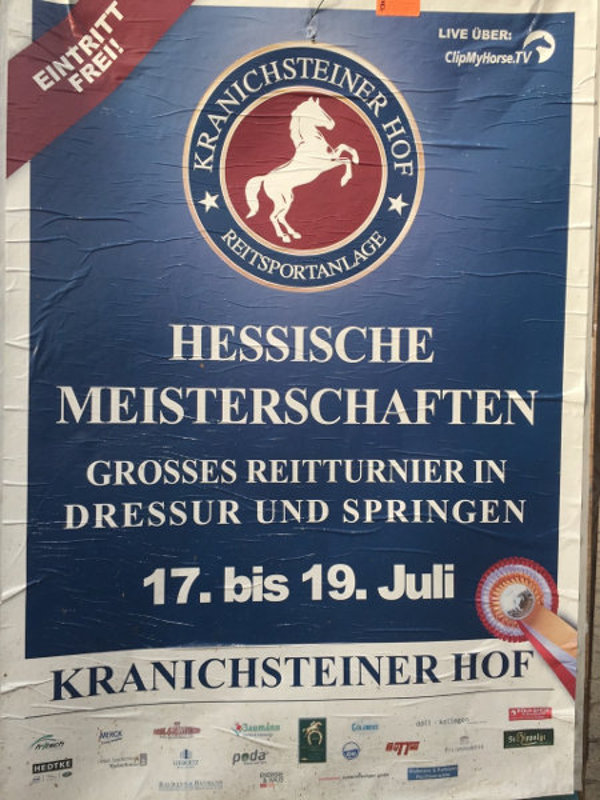 EINTRITT
FREI!
LIVE ÜBER:
ClipMyHorse.TV
KRANICHSTEINER HOF
REITSPORTANLAGE
HESSISCHE
MEISTERSCHAFTEN
GROSSES REITTURNIER IN
DRESSUR UND SPRINGEN
17. bis 19. Juli
KRANICHSTEINER HOF
MERCK
HEDTKE
peda